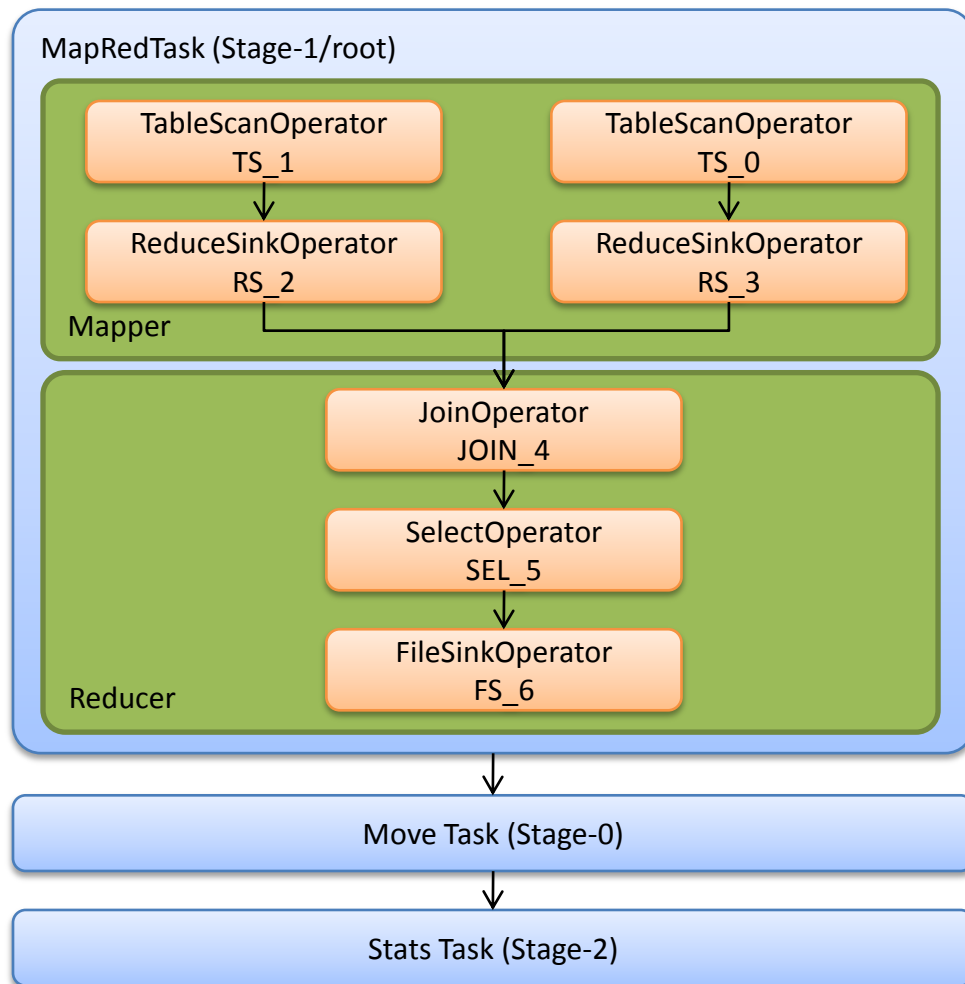 MapRedTask (Stage-1/root)
TableScanOperator
TS_1
TableScanOperator
TS_0
ReduceSinkOperator
RS_2
ReduceSinkOperator
RS_3
Mapper
JoinOperator
JOIN_4
SelectOperator
SEL_5
FileSinkOperator
FS_6
Reducer
Move Task (Stage-0)
Stats Task (Stage-2)